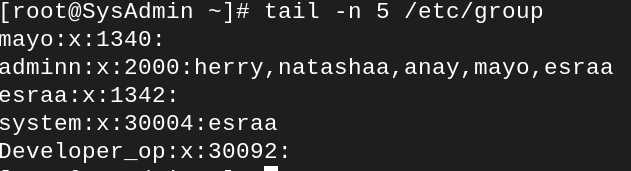 [root@SysAdmin ~]# tail -n 5 /etc/group
mayo:x:1340:
adminn:x:2000:herry,natashaa,anay,mayo,esraa
esraa:x:1342:
system:x:30004:esraa
Developer_op:x:30092: